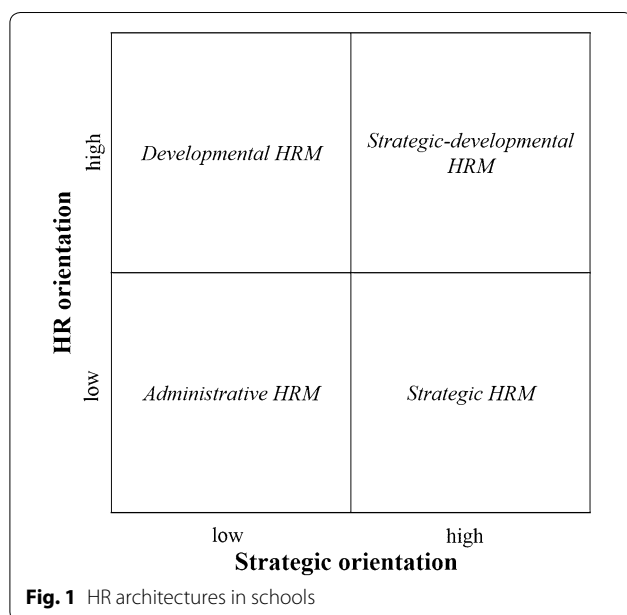 HR orientation
high
low
Developmental HRM
Strategic-developmental
HRM
Administrative HRM
Strategic HRM
low
high
Strategic orientation
Fig. 1 HR architectures in schools